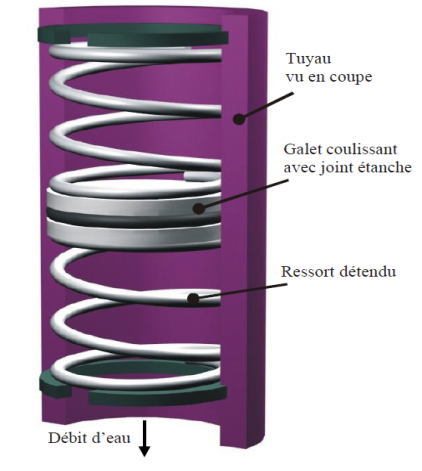 Tuyau
vu en coupe
Galet coulissant
avec joint étanche
Ressort détendu
Débit d'eau